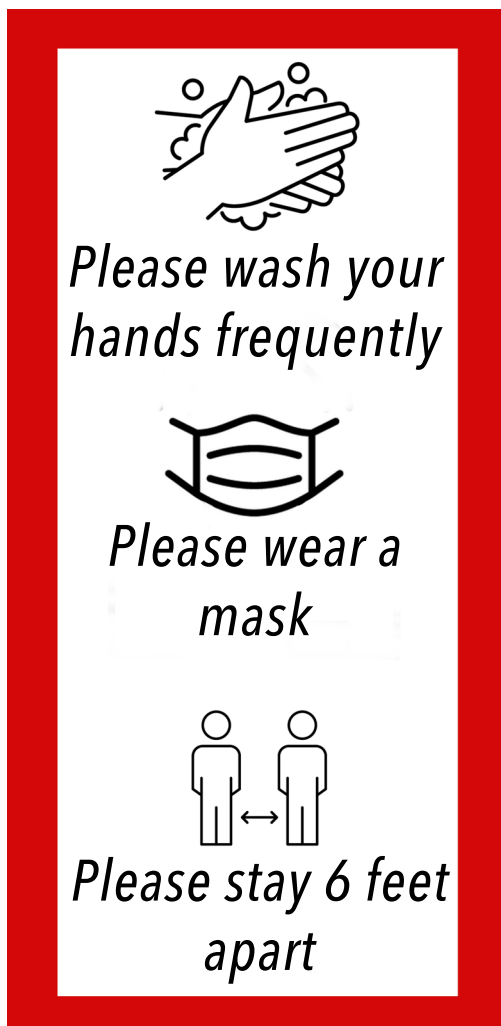 Please wash your
hands frequently
Please wear a
mask
Please stay 6 feet
apart